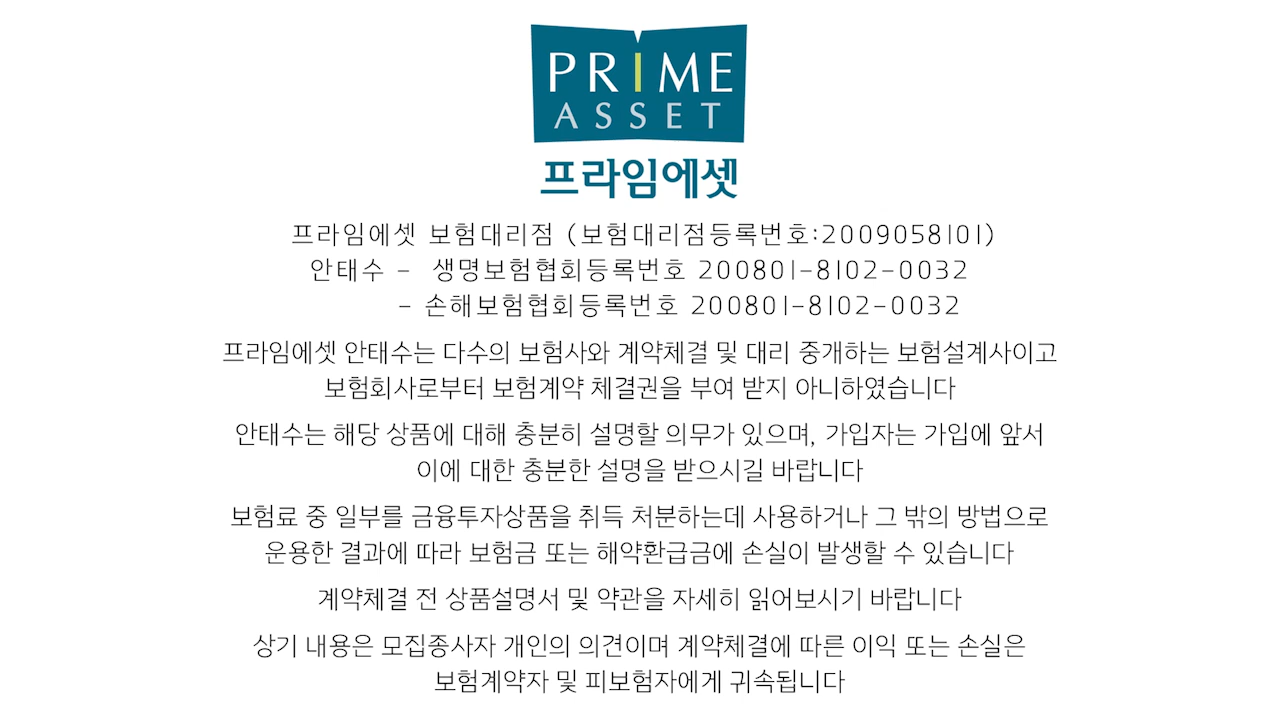 PRIME
ASSET
프라임에셋
프라임에셋 보험대리점 (보험대리점등록번호:2009058101)
안태수 - 생명보험협회등록번호 200801-8102-0032
- 손해보험협회등록번호 200801-8102-0032
프라임에셋 안태수는 다수의 보험사와 계약체결 및 대리 중개하는 보험설계사이고
보험회사로부터 보험계약 체결권을 부여 받지 아니하였습니다
안태수는 해당 상품에 대해 충분히 설명할 의무가 있으며, 가입자는 가입에 앞서
이에 대한 충분한 설명을 받으시길 바랍니다
보험료 중 일부를 금융투자상품을 취득 처분하는데 사용하거나 그 밖의 방법으로
운용한 결과에 따라 보험금 또는 해약환급금에 손실이 발생할 수 있습니다
계약체결 전 상품설명서 및 약관을 자세히 읽어보시기 바랍니다
상기 내용은 모집종사자 개인의 의견이며 계약체결에 따른 이익 또는 손실은
보험계약자 및 피보험자에게 귀속됩니다